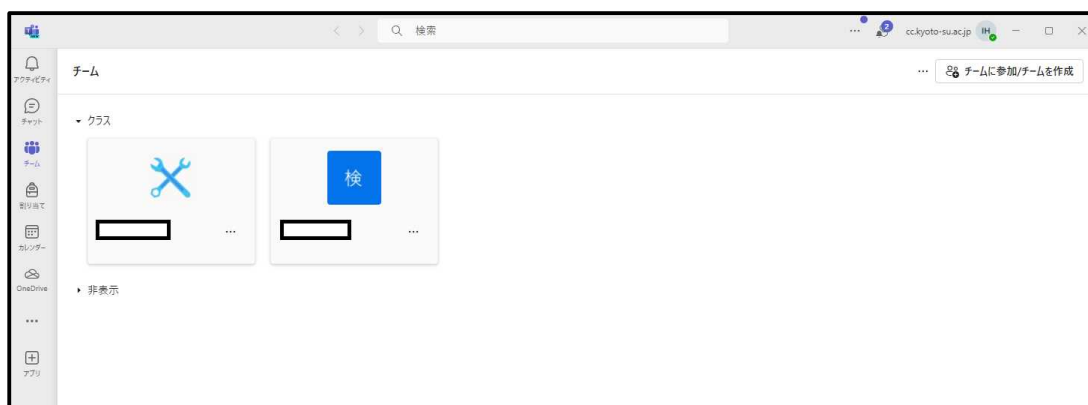 検索
2
cc.kyoto-su.ac.jp
IH
アクティビティ
チーム
チームに参加/チームを作成
チャット
クラス
チーム
検
割り当て
カレンダー
OneDrive
非表示
アプリ